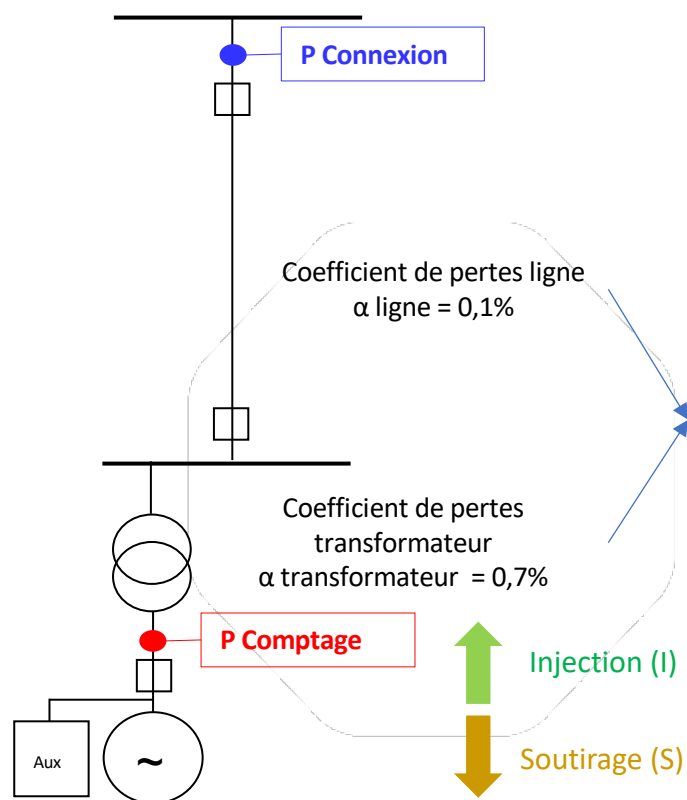 P Connexion
Coefficient de pertes ligne
α ligne = 0,1%
Coefficient de pertes
transformateur
α transformateur = 0,7%
P Comptage
Injection (I)
Aux
~
Soutirage (S)